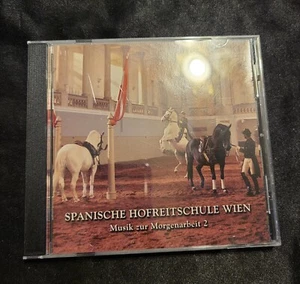 SPANISCHE HOFREITSCHULE WIEN
Musik zur Morgenarbeit 2